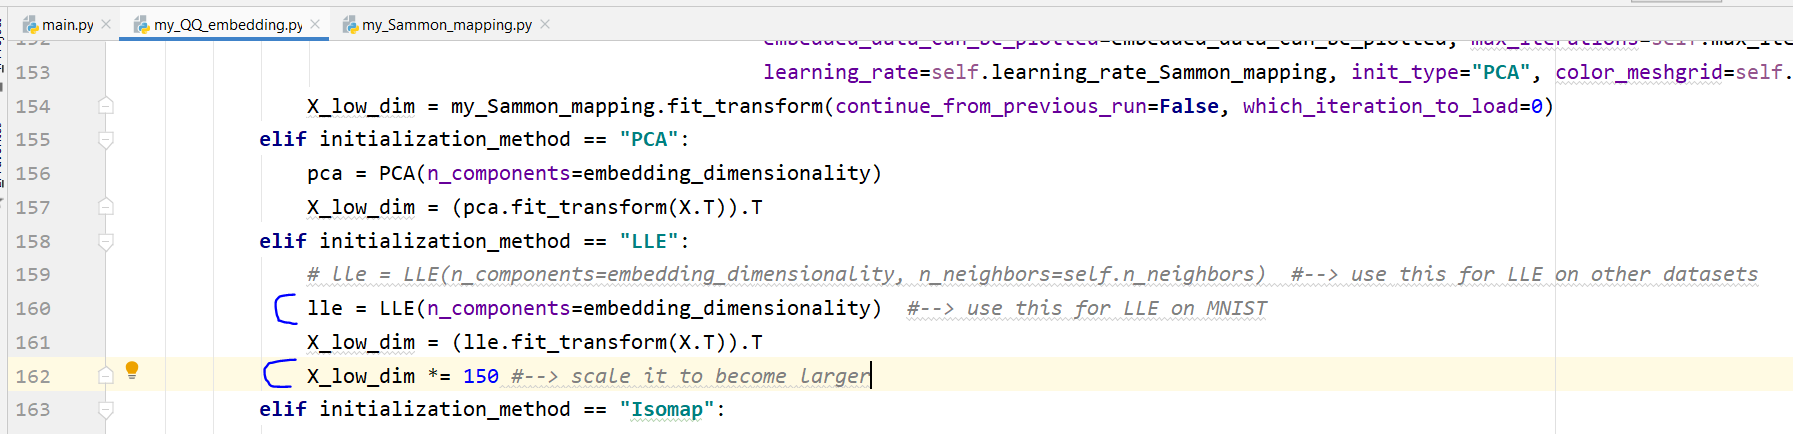 main.py my_QQ_embedding.py my_Sammon_mapping.py
153 learning_rate=self.learning_rate_Sammon_mapping, init_type="PCA", color_meshgrid=self.
154 X_low_dim = my_Sammon_mapping.fit_transform(continue_from_previous_run=False, which_iteration_to_load=0)
155 elif initialization_method == "PCA":
156 pca = PCA(n_components=embedding_dimensionality)
157 X_low_dim = (pca.fit_transform(X.T)).T
158 elif initialization_method == "LLE":
159 # lle = LLE(n_components=embedding_dimensionality, n_neighbors=self.n_neighbors)  #--> use this for LLE on other datasets
160 lle = LLE(n_components=embedding_dimensionality)  #--> use this for LLE on MNIST
161 X_low_dim = (lle.fit_transform(X.T)).T
162 X_low_dim *= 150 #--> scale it to become larger
163 elif initialization_method == "Isomap":